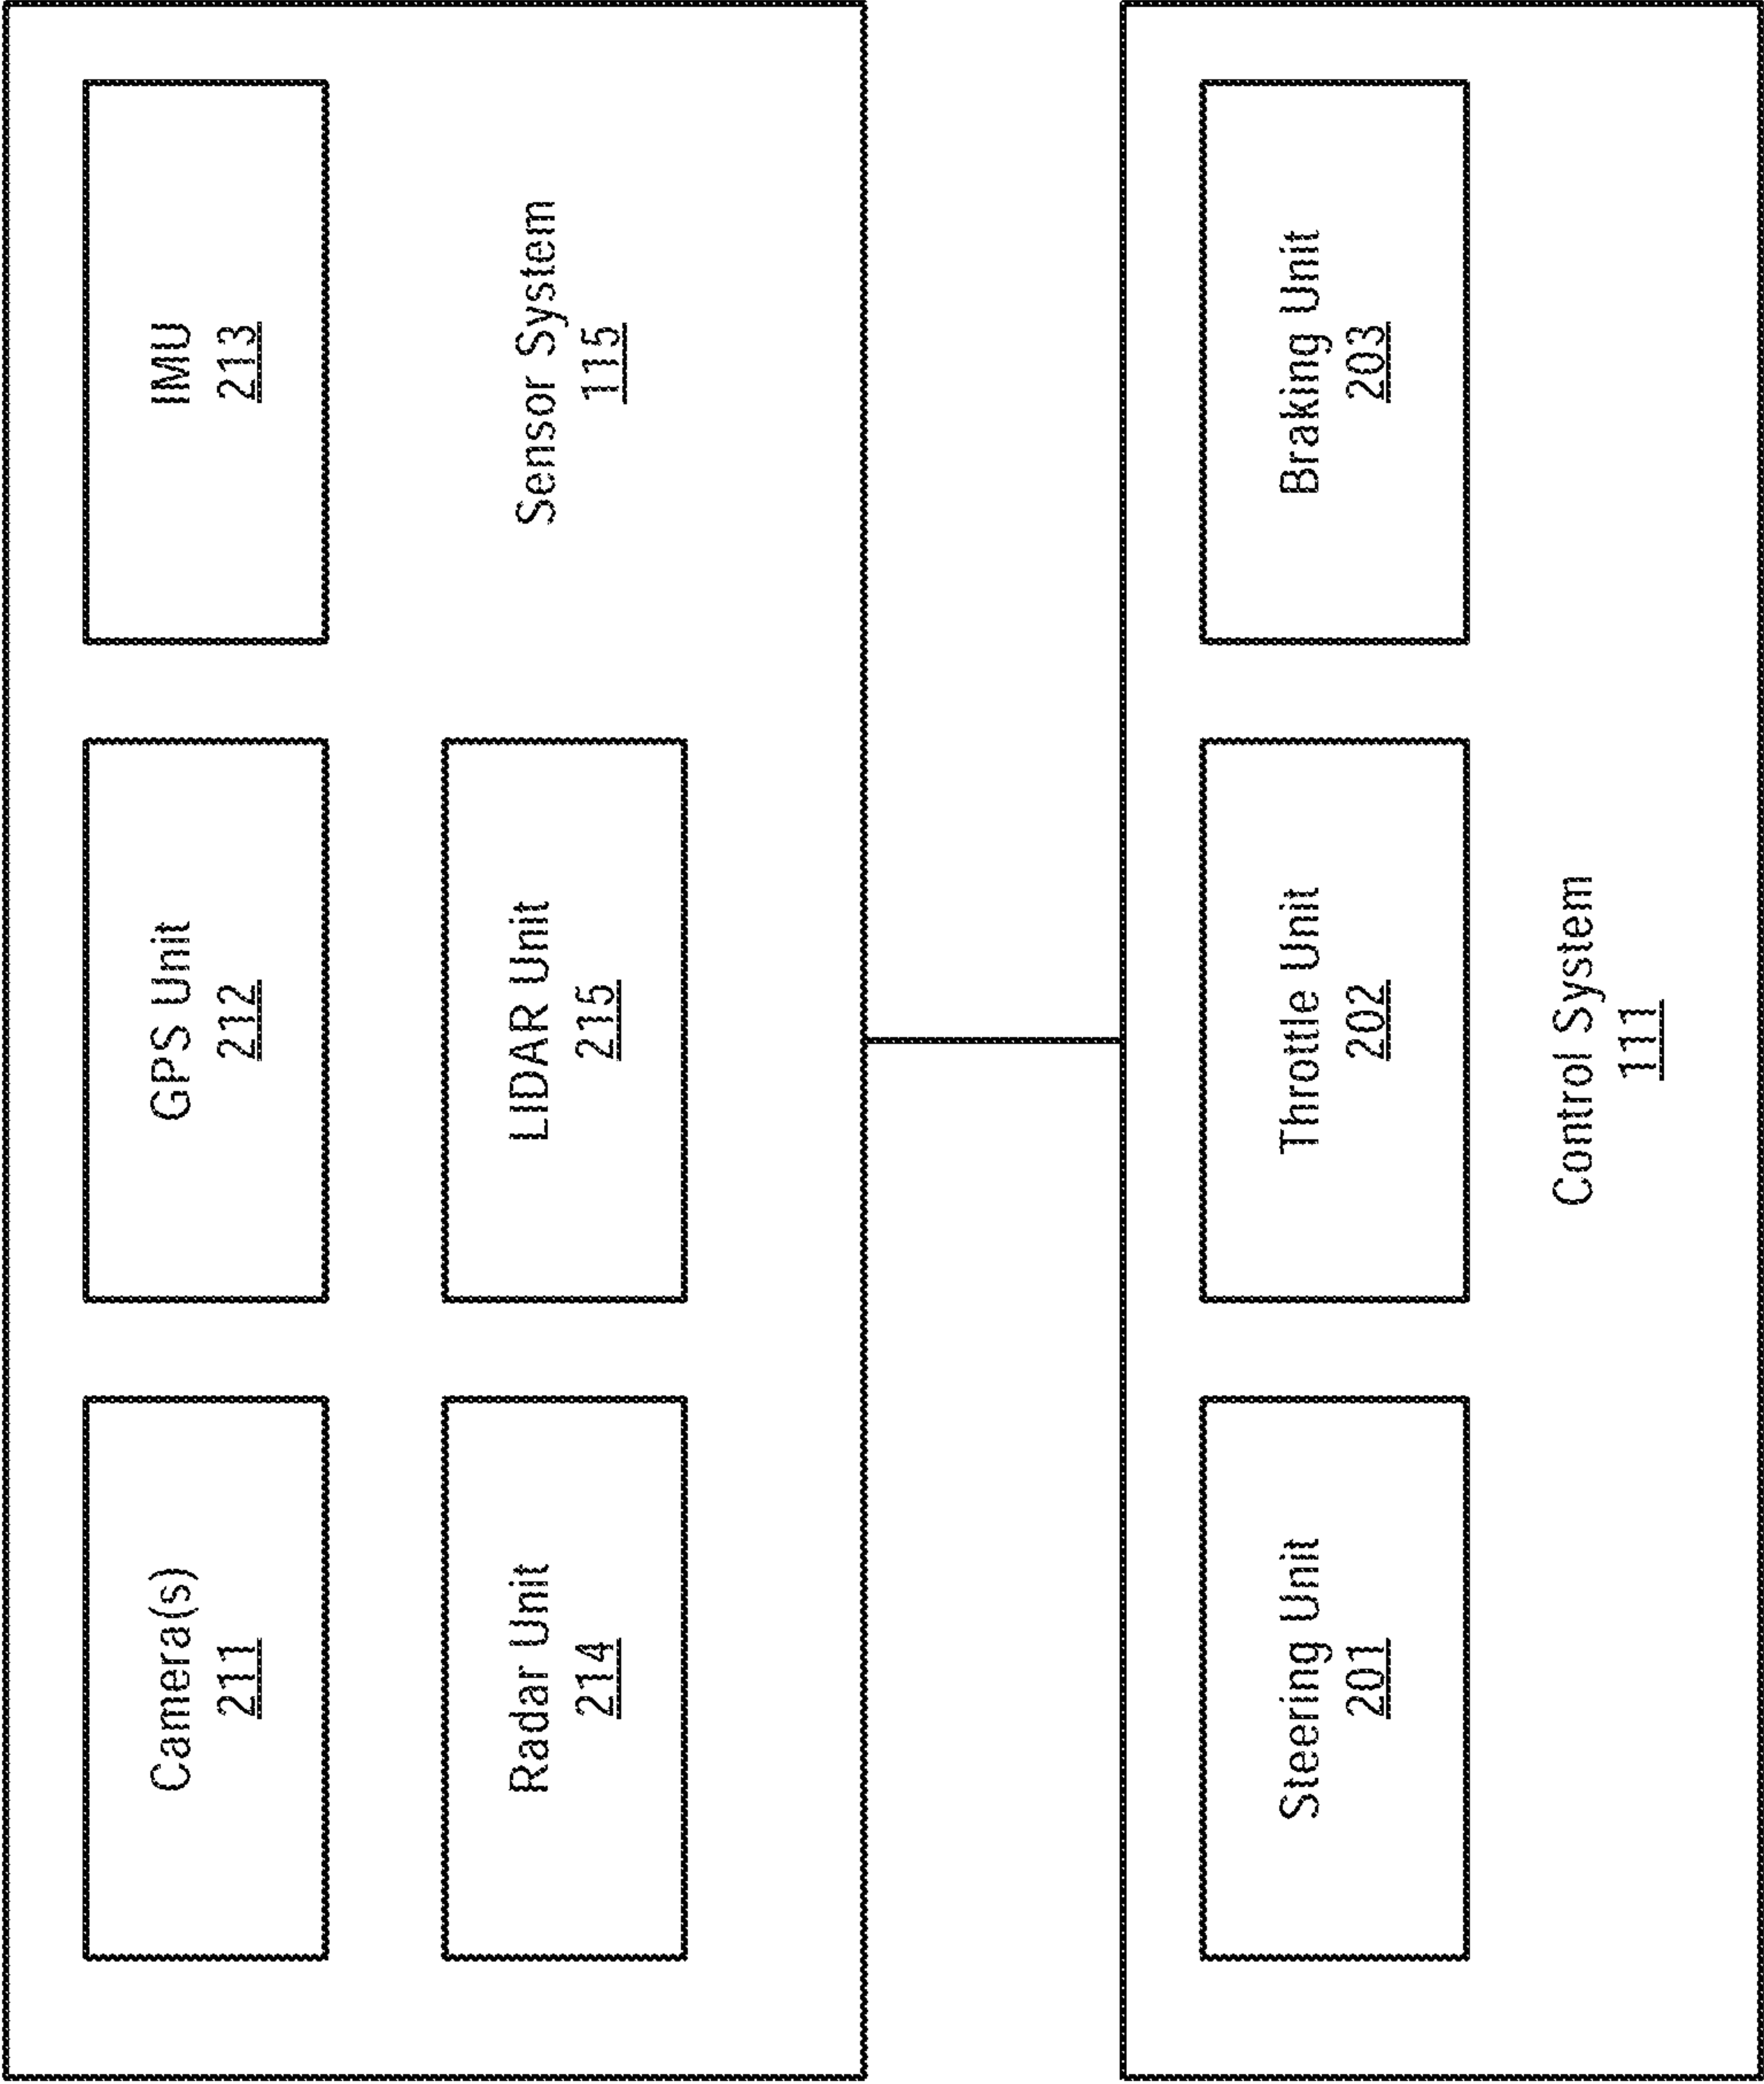 Camera(s)
211
GPS Unit
212
IMU
213
Radar Unit
214
LIDAR Unit
215
Sensor System
115
Steering Unit
201
Throttle Unit
202
Braking Unit
203
Control System
111